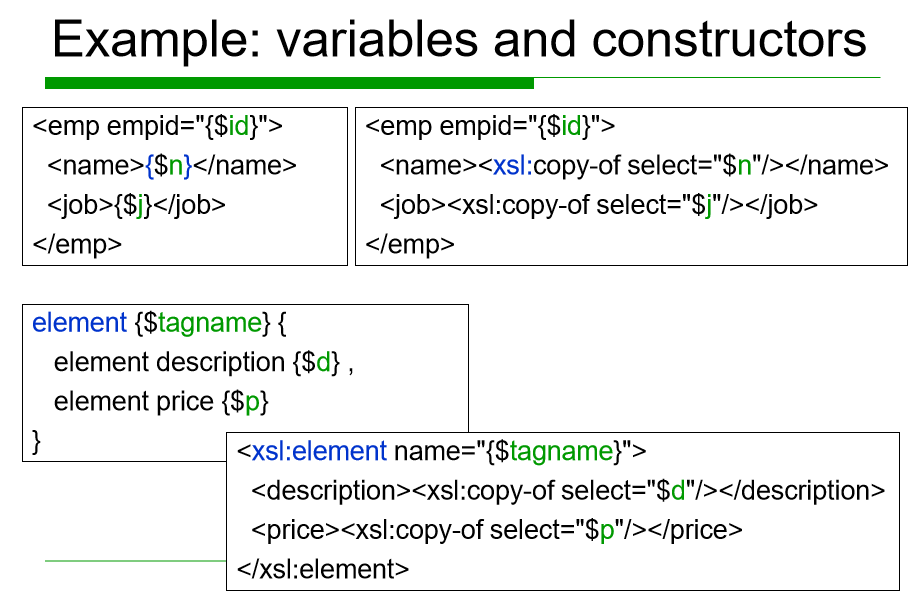 Example: variables and constructors
<emp empid="{$id}">
<name>{$n}</name>
<job>{$j}</job>
</emp>
<emp empid="{$id}">
<name><xsl:copy-of select="$n"/></name>
<job><xsl:copy-of select="$j"/></job>
</emp>
element {$tagname} {
element description {$d} ,
element price {$p}
}
<xsl:element name="{$tagname}">
<description><xsl:copy-of select="$d"/></description>
<price><xsl:copy-of select="$p"/></price>
</xsl:element>